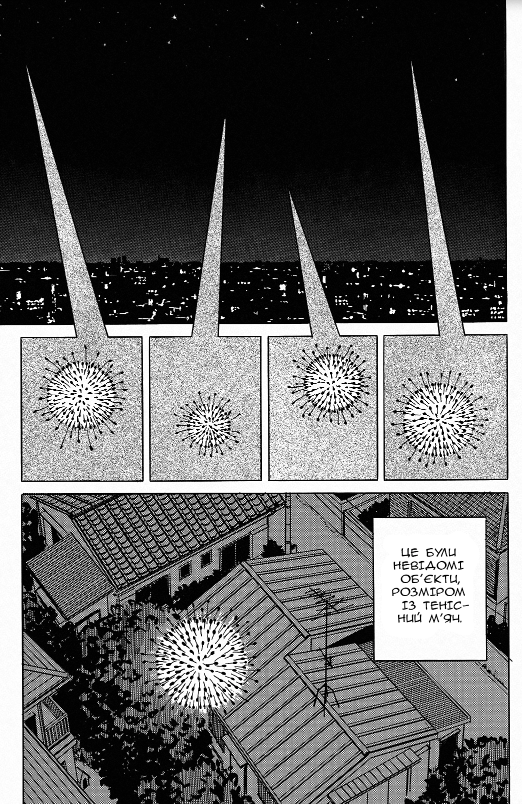 ЦЕ БУЛИ
НЕВІДОМІ
ОБ'ЄКТИ,
РОЗМІРОМ
ІЗ ТЕНІС-
НИЙ М'ЯЧ.